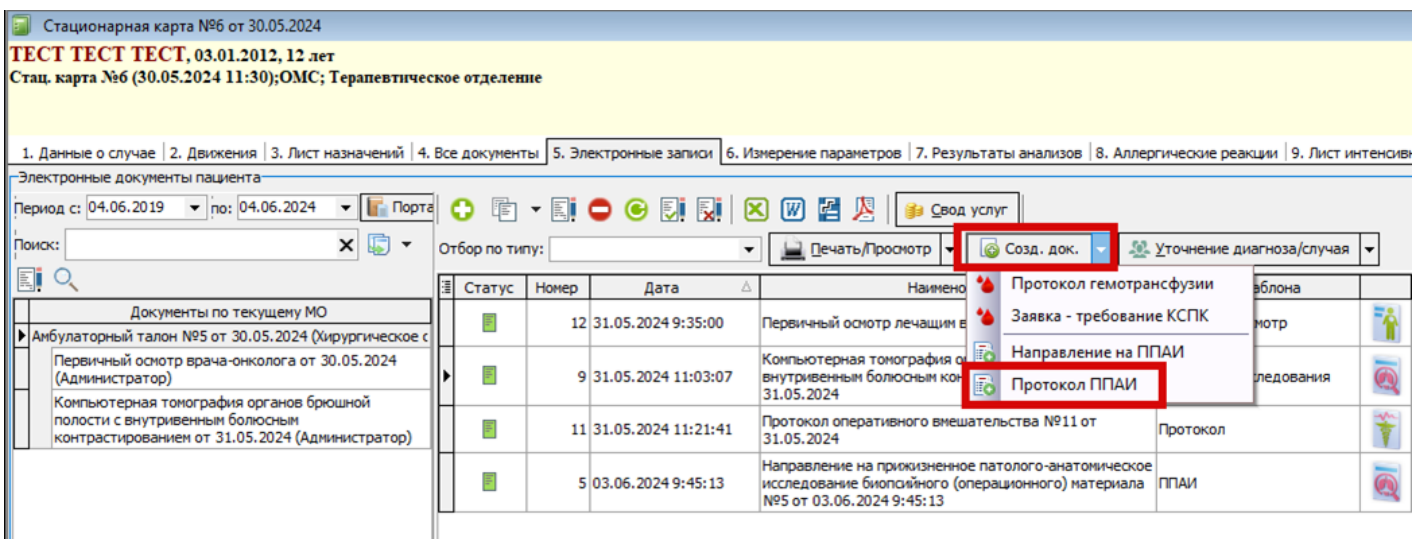 Стационарная карта №6 от 30.05.2024
ТЕСТ ТЕСТ ТЕСТ, 03.01.2012, 12 лет
Стац. карта №6 (30.05.2024 11:30);ОМС; Терапевтическое отделение
1. Данные о случае 2. Движения 3. Лист назначений 4. Все документы 5. Электронные записи 6. Измерение параметров 7. Результаты анализов 8. Аллергические реакции 9. Лист
Электронные документы пациента
Период с: 04.06.2019 по: 04.06.2024
Свод услуг
Поиск:
Отбор по типу: Печать/Просмотр Созд. док. Уточнение диагноза/случая
Протокол гемотрансфузии
Заявка - требование КСПК
Направление на ППАИ
Протокол ППАИ
Документы по текущему МО
Амбулаторный талон №5 от 30.05.2024
Первичный осмотр врача-онколога от 30.05.2024
(Администратор)
Компьютерная томография органов брюшной
полости с внутривенным болюсным
контрастированием от 31.05.2024 (Администратор)
Статус Номер Дата
12 31.05.2024 9:35:00 Первичный осмотр лечащим
9 31.05.2024 11:03:07 Компьютерная томография
внутривенным болюсным
31.05.2024
11 31.05.2024 11:21:41 Протокол оперативного вмешательства №11 от
31.05.2024 Протокол
5 03.06.2024 9:45:13 Направление на прижизненное патолого-анатомическое
исследование биопсийного (операционного) материала
№5 от 03.06.2024 9:45:13 ППАИ